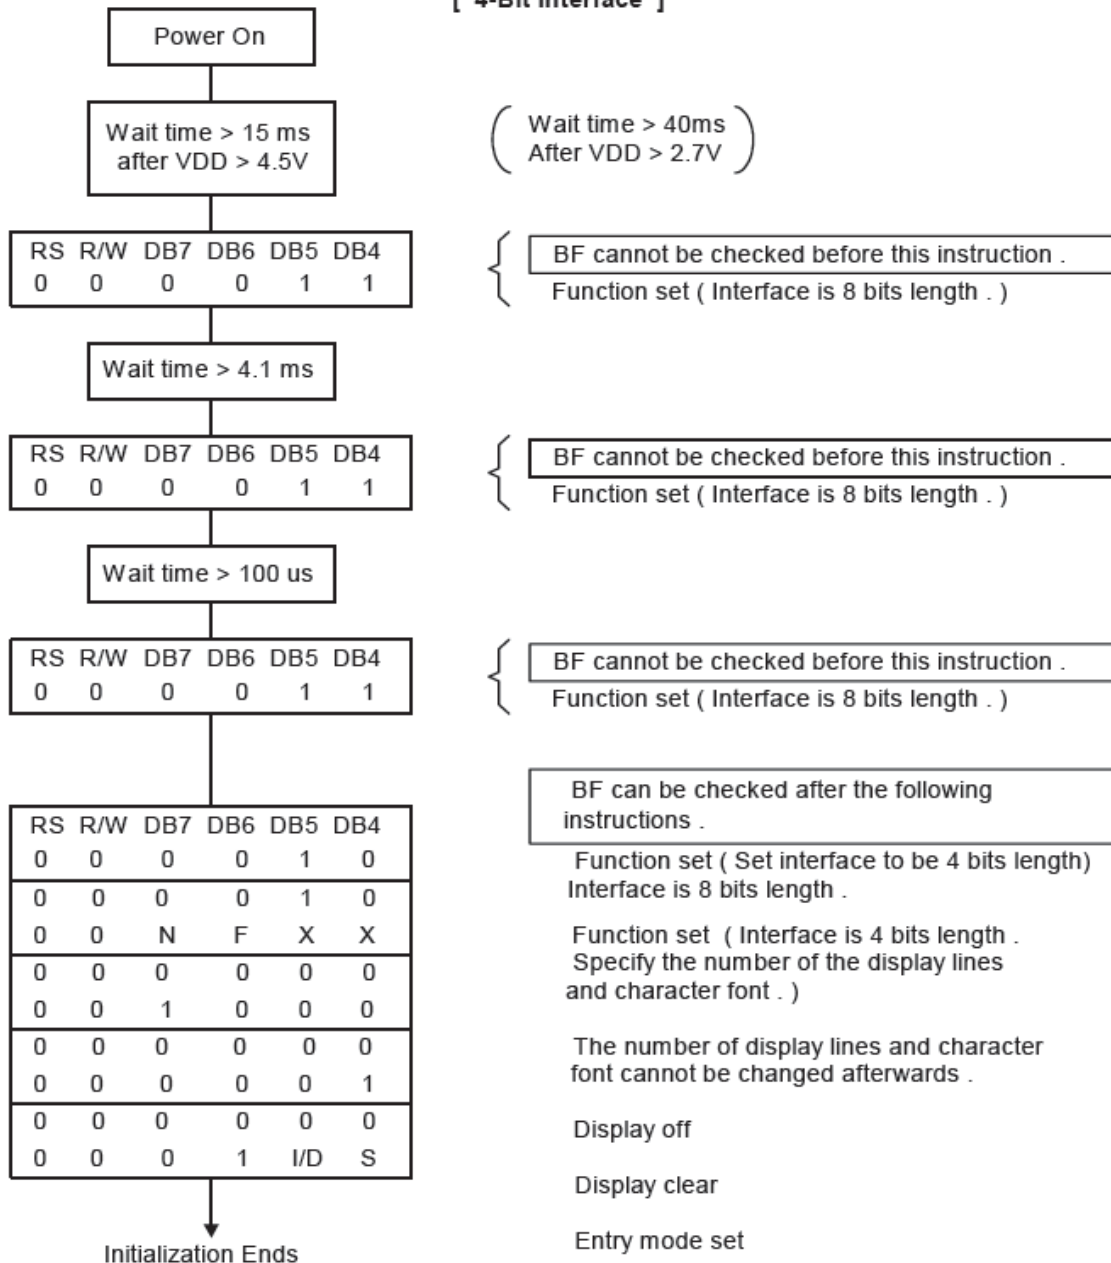 [ 4-Bit Interface ]
Power On
Wait time > 15 ms
after VDD > 4.5V
Wait time > 40ms
After VDD > 2.7V
RS R/W DB7 DB6 DB5 DB4
0 0 0 0 1 1
BF cannot be checked before this instruction .
Function set ( Interface is 8 bits length . )
Wait time > 4.1 ms
RS R/W DB7 DB6 DB5 DB4
0 0 0 0 1 1
BF cannot be checked before this instruction .
Function set ( Interface is 8 bits length . )
Wait time > 100 us
RS R/W DB7 DB6 DB5 DB4
0 0 0 0 1 1
BF cannot be checked before this instruction .
Function set ( Interface is 8 bits length . )
RS R/W DB7 DB6 DB5 DB4
0 0 0 0 1 0
0 0 0 0 1 0
0 0 N F X X
0 0 0 0 0 0
0 0 1 0 0 0
0 0 0 0 0 0
0 0 0 0 0 1
0 0 0 0 0 0
0 0 0 1 I/D S
BF can be checked after the following
instructions .
Function set ( Set interface to be 4 bits length)
Interface is 8 bits length .
Function set ( Interface is 4 bits length .
Specify the number of the display lines
and character font . )
The number of display lines and character
font cannot be changed afterwards .
Display off
Display clear
Entry mode set
Initialization Ends